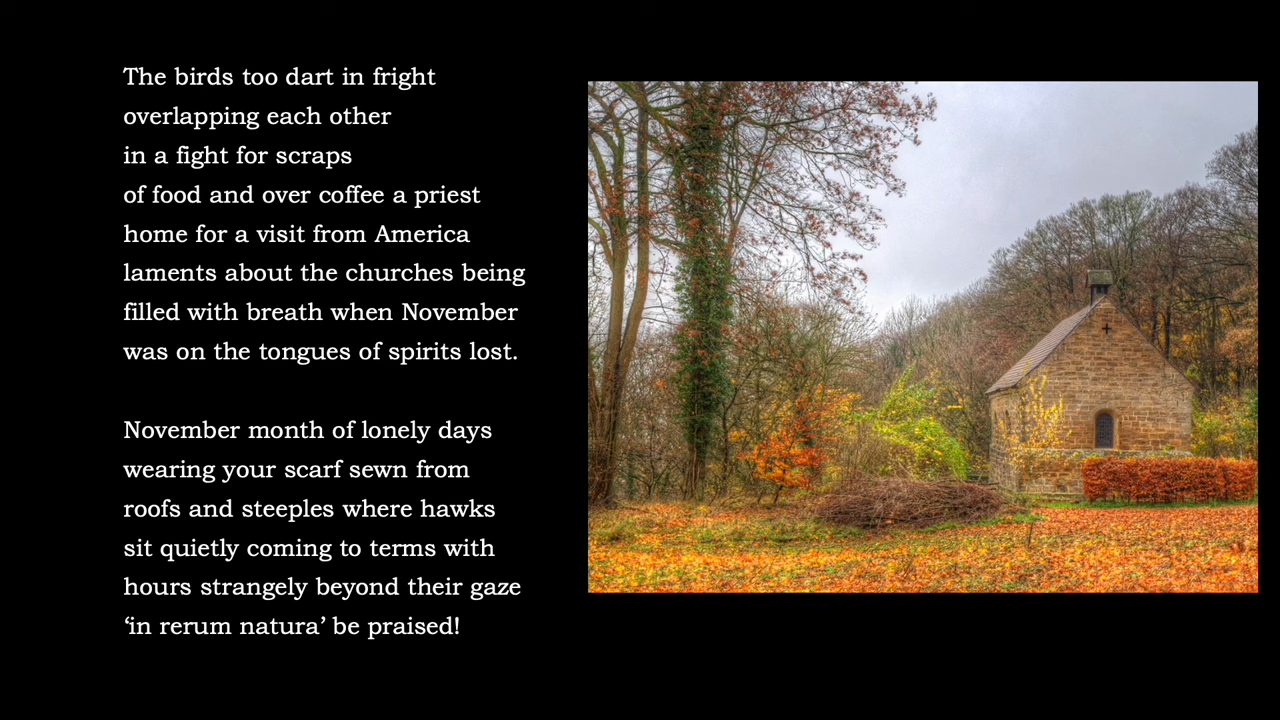 The birds too dart in fright
overlapping each other
in a fight for scraps
of food and over coffee a priest
home for a visit from America
laments about the churches being
filled with breath when November
was on the tongues of spirits lost.

November month of lonely days
wearing your scarf sewn from
roofs and steeples where hawks
sit quietly coming to terms with
hours strangely beyond their gaze
‘in rerum natura’ be praised!